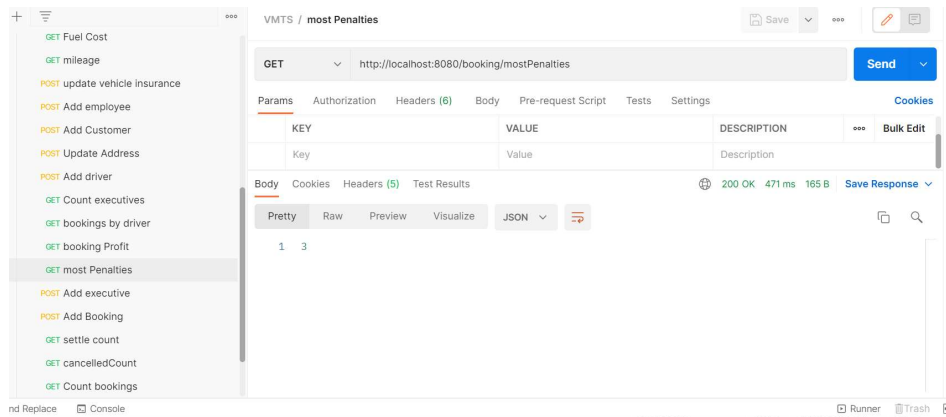 VMTS / most Penalties
Save
GET Fuel Cost
GET mileage
POST update vehicle insurance
POST Add employee
POST Add Customer
POST Update Address
POST Add driver
GET Count executives
GET bookings by driver
GET booking Profit
GET most Penalties
POST Add executive
POST Add Booking
GET settle count
GET cancelledCount
GET Count bookings
GET http://localhost:8080/booking/mostPenalties Send
Params Authorization Headers (6) Body Pre-request Script Tests Settings Cookies
KEY VALUE DESCRIPTION Bulk Edit
Key Value Description
Body Cookies Headers (5) Test Results 200 OK 471 ms 165 B Save Response
Pretty Raw Preview Visualize JSON
1 3
nd Replace Console Runner Trash